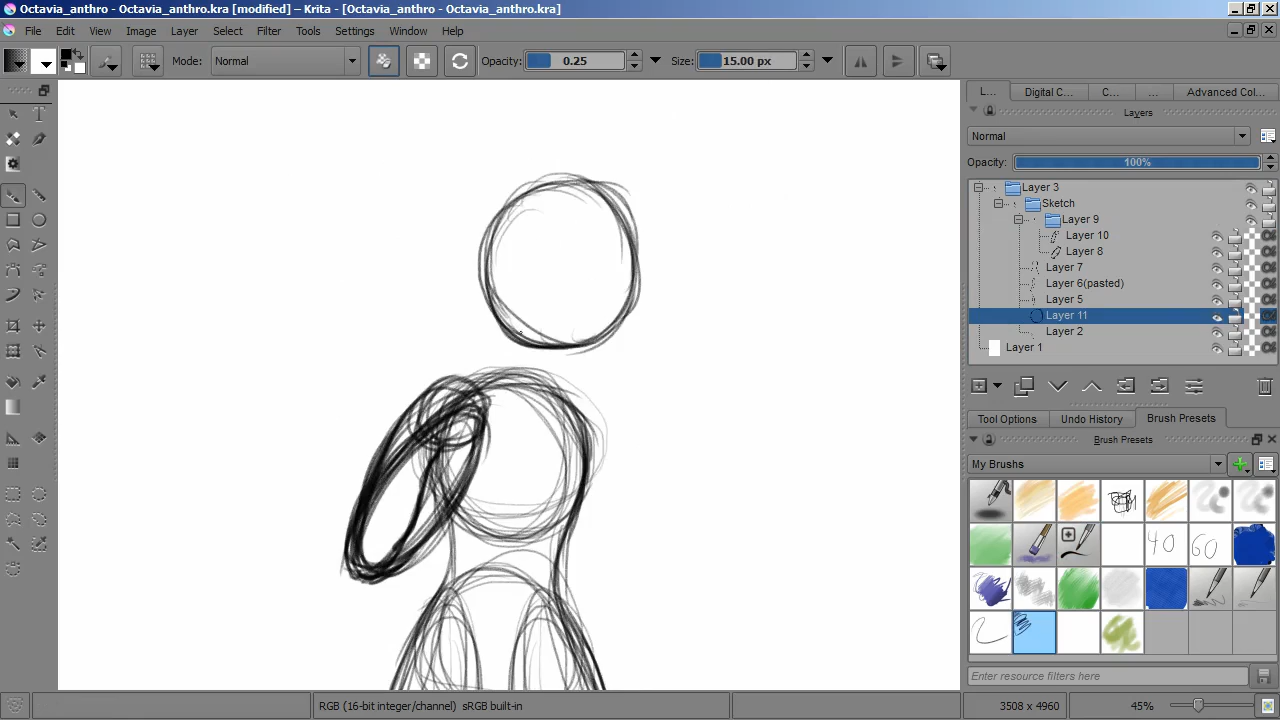 Octavia_anthro - Octavia_anthro.kra [modified] – Krita - [Octavia_anthro.kra]
File Edit View Image Layer Select Filter Tools Settings Window Help
Mode: Normal Opacity: 0.25 Size: 15.00 px
L... Digital C... C... ... Advanced Col...
Layers
Normal
Opacity: 100%
Layer 3
Sketch
Layer 9
Layer 10
Layer 8
Layer 7
Layer 6(pasted)
Layer 5
Layer 11
Layer 2
Layer 1
Tool Options Undo History Brush Presets
Brush Presets
My Brushes
40 60
Enter resource filters here
RGB (16-bit integer/channel) sRGB built-in 3508 x 4960 45%